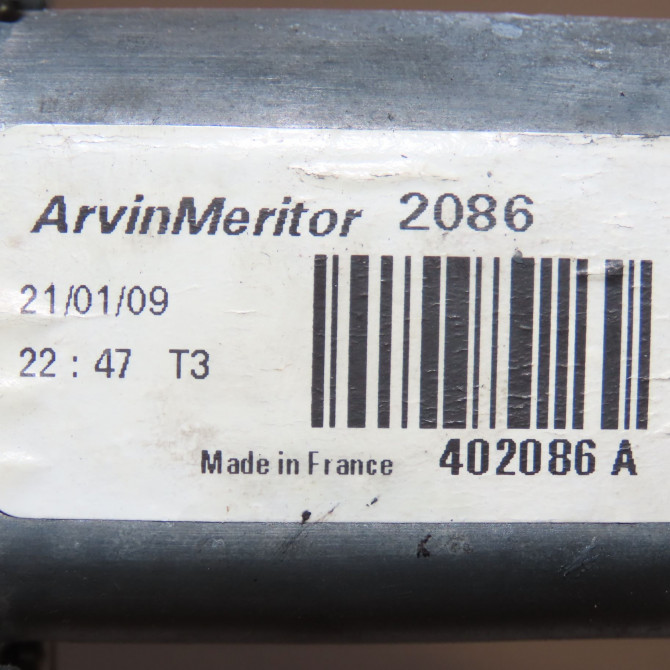 ArvinMeritor 2086
21/01/09
22 : 47 T3
Made in France 402086 A